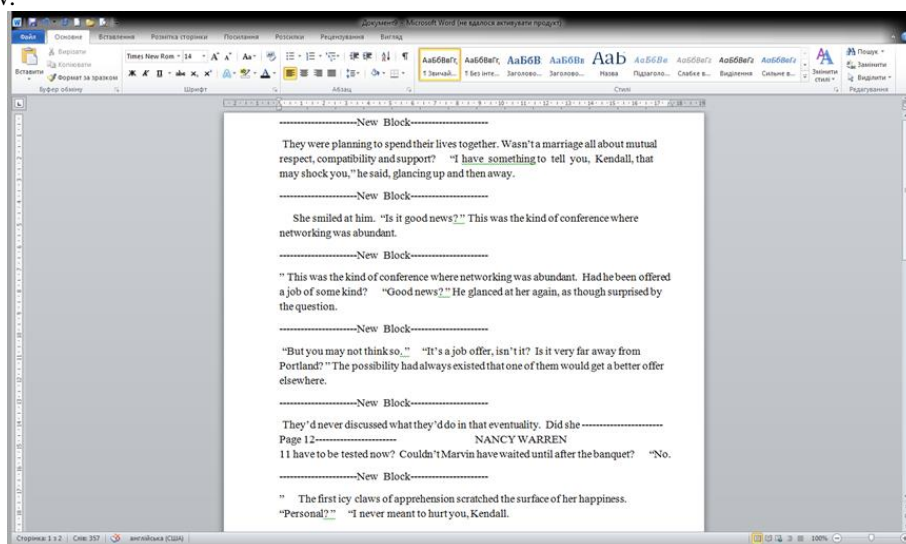 v.
Документ9 - Microsoft Word (не вдалося активувати продукт)
Файл Основне Вставлення Розмітка сторінки Посилання Розсилки Рецензування Вигляд
Вставити
Вирізати
Копіювати
Формат за зразком
Буфер обміну
Times New Rom 14
Шрифт
Абзац
АаБбВвГг, АаБбВвГг, АаБбВ АаБбВв Ааb АаБбВв АаБбВвГг АаБбВвГг АаБбВвГг
¶ Звичай... ¶ Без інте... Заголово... Заголово... Назва Підзаголо... Слабке в... Виділення Сильне в...
Змінити стилі
Стилі
Пошук
Замінити
Виділити
Редагування
----------------------New Block----------------------
They were planning to spend their lives together. Wasn't a marriage all about mutual
respect, compatibility and support? “I have something to tell you, Kendall, that
may shock you,” he said, glancing up and then away.
----------------------New Block----------------------
She smiled at him. “Is it good news?” This was the kind of conference where
networking was abundant.
----------------------New Block----------------------
” This was the kind of conference where networking was abundant. Had he been offered
a job of some kind? “Good news?” He glanced at her again, as though surprised by
the question.
----------------------New Block----------------------
“But you may not think so.” “It’s a job offer, isn’t it? Is it very far away from
Portland?” The possibility had always existed that one of them would get a better offer
elsewhere.
----------------------New Block----------------------
They’d never discussed what they’d do in that eventuality. Did she -----------------------
Page 12----------------------- NANCY WARREN
11 have to be tested now? Couldn’t Marvin have waited until after the banquet? “No.
----------------------New Block----------------------
” The first icy claws of apprehension scratched the surface of her happiness.
“Personal?” “I never meant to hurt you, Kendall.
Сторінка: 1 з 2 Слів: 357 англійська (США) 100%